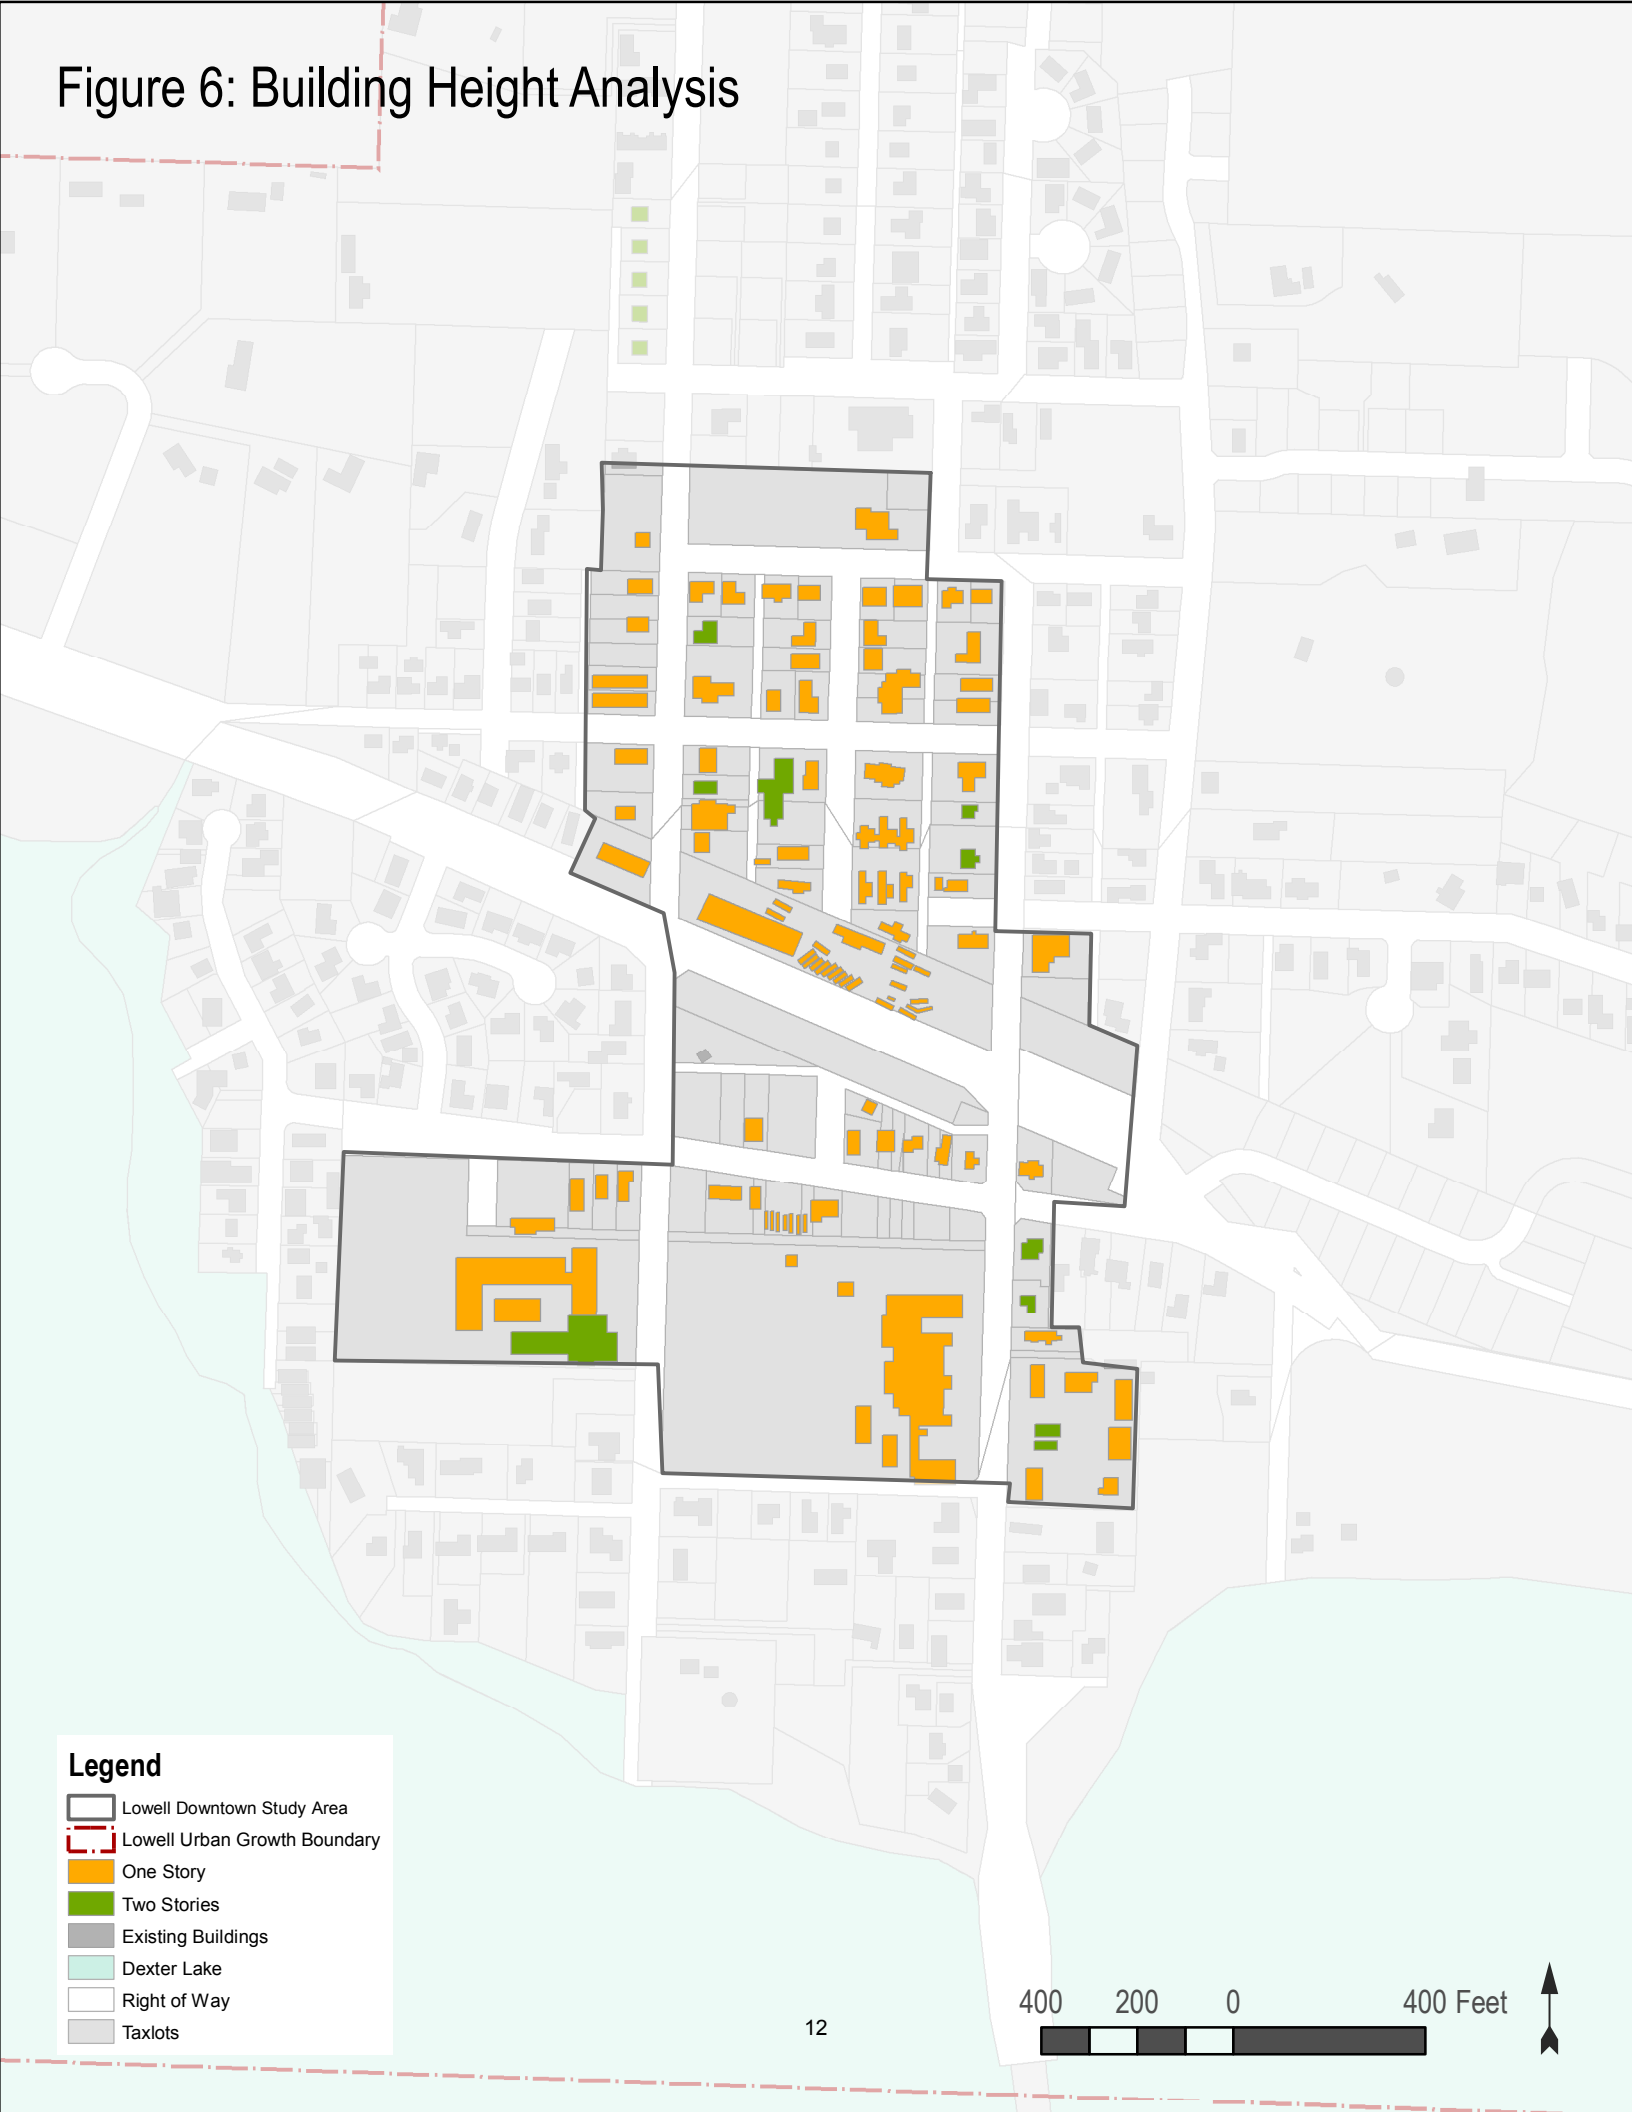 Figure 6: Building Height Analysis
Legend
Lowell Downtown Study Area
Lowell Urban Growth Boundary
One Story
Two Stories
Existing Buildings
Dexter Lake
Right of Way
Taxlots
12
400 200 0 400 Feet